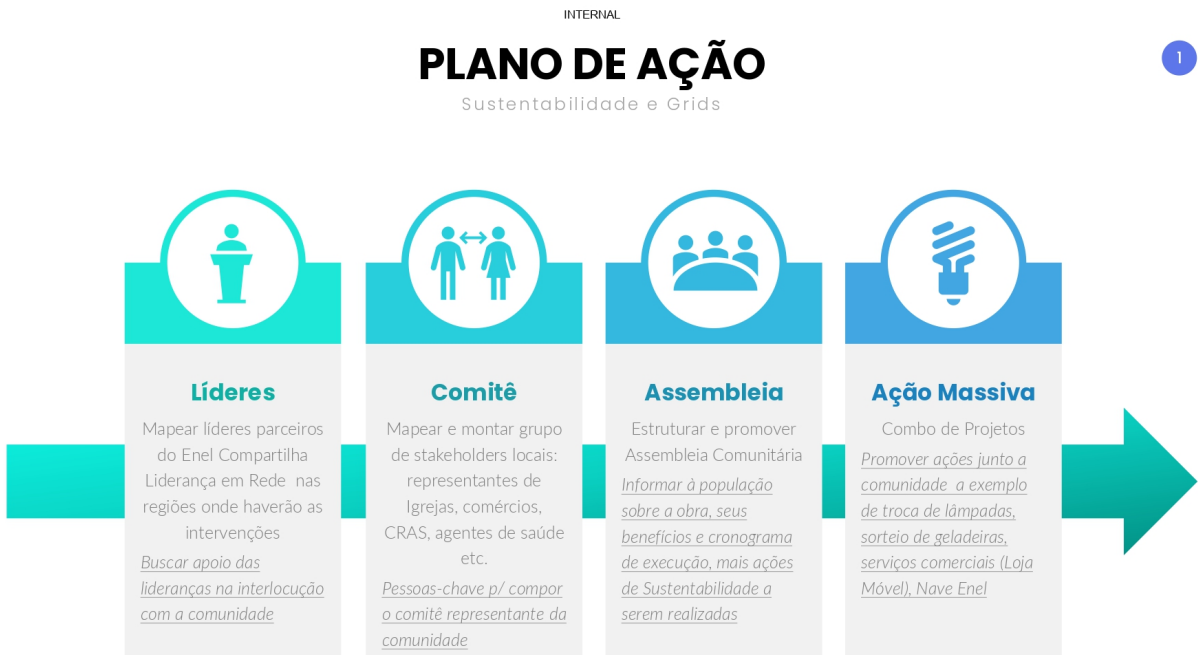 INTERNAL
PLANO DE AÇÃO
1
Sustentabilidade e Grids
Líderes
Mapear líderes parceiros
do Enel Compartilha
Liderança em Rede  nas
regiões onde haverão as
intervenções
Buscar apoio das
lideranças na interlocução
com a comunidade
Comitê
Mapear e montar grupo
de stakeholders locais:
representantes de
Igrejas, comércios,
CRAS, agentes de saúde
etc.
Pessoas-chave p/ compor
o comitê representante da
comunidade
Assembleia
Estruturar e promover
Assembleia Comunitária
Informar à população
sobre a obra, seus
benefícios e cronograma
de execução, mais ações
de Sustentabilidade a
serem realizadas
Ação Massiva
Combo de Projetos
Promover ações junto a
comunidade  a exemplo
de troca de lâmpadas,
sorteio de geladeiras,
serviços comerciais (Loja
Móvel), Nave Enel